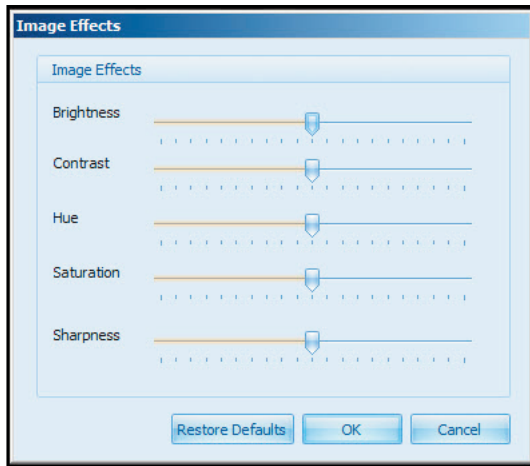 Image Effects
Image Effects
Brightness
Contrast
Hue
Saturation
Sharpness
Restore Defaults OK Cancel